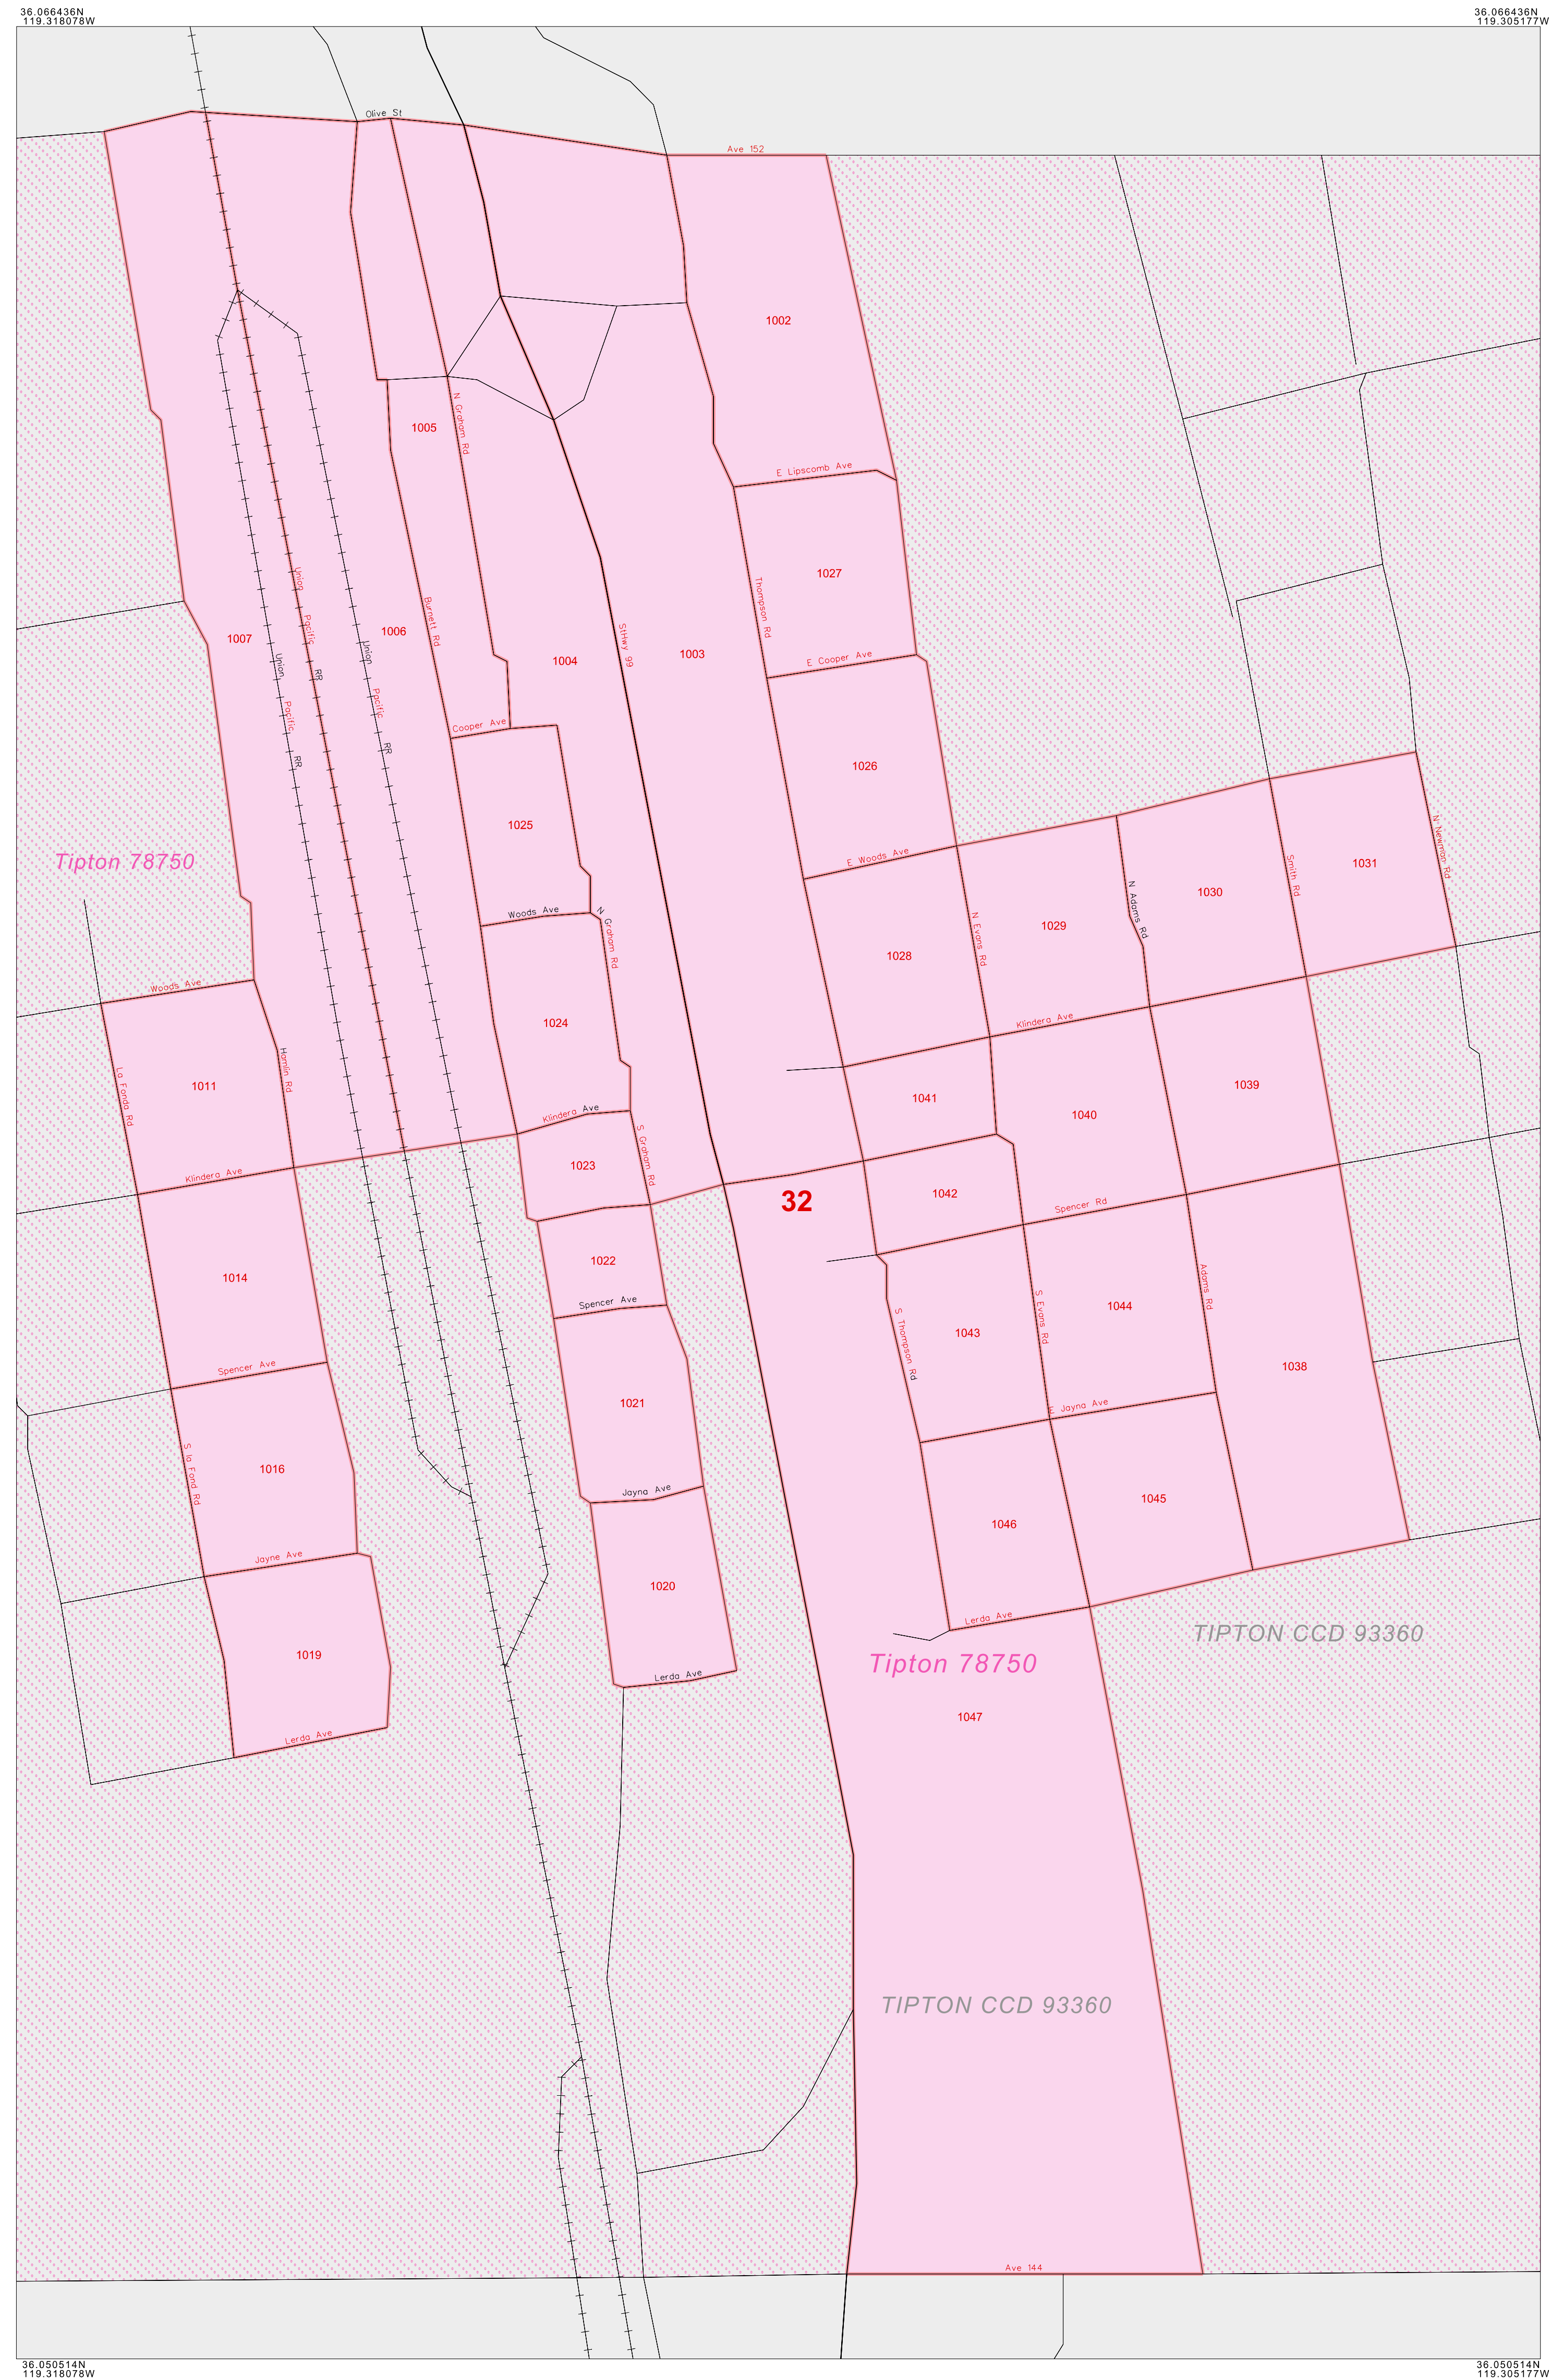 36.066436N
119.318078W
36.066436N
119.305177W
Olive St
Ave 152
1002
N Graham Rd
1005
E Lipscomb Ave
1027
Thompson Rd
Union Pacific RR
Burnett Rd
1007
1006
Union Pacific RR
StHwy 99
1004
1003
E Cooper Ave
Union Pacific RR
Cooper Ave
1026
1025
N Newman Rd
Tipton 78750
E Woods Ave
Smith Rd
1031
N Adams Rd
1030
Woods Ave
N Graham Rd
N Evans Rd
1029
1028
Woods Ave
1024
Klindera Ave
Hamlin Rd
La Fonda Rd
1011
1039
1041
Klindera Ave
1040
S Graham Rd
1023
Klindera Ave
1042
32
Spencer Rd
1022
1014
Adams Rd
Spencer Ave
S Evans Rd
1044
S Thompson Rd
1043
Spencer Ave
1038
1021
E Jayna Ave
S la Fond Rd
1016
Jayna Ave
1045
1046
Jayne Ave
1020
Lerda Ave
TIPTON CCD 93360
1019
Tipton 78750
Lerda Ave
1047
Lerda Ave
TIPTON CCD 93360
Ave 144
36.050514N
119.318078W
36.050514N
119.305177W